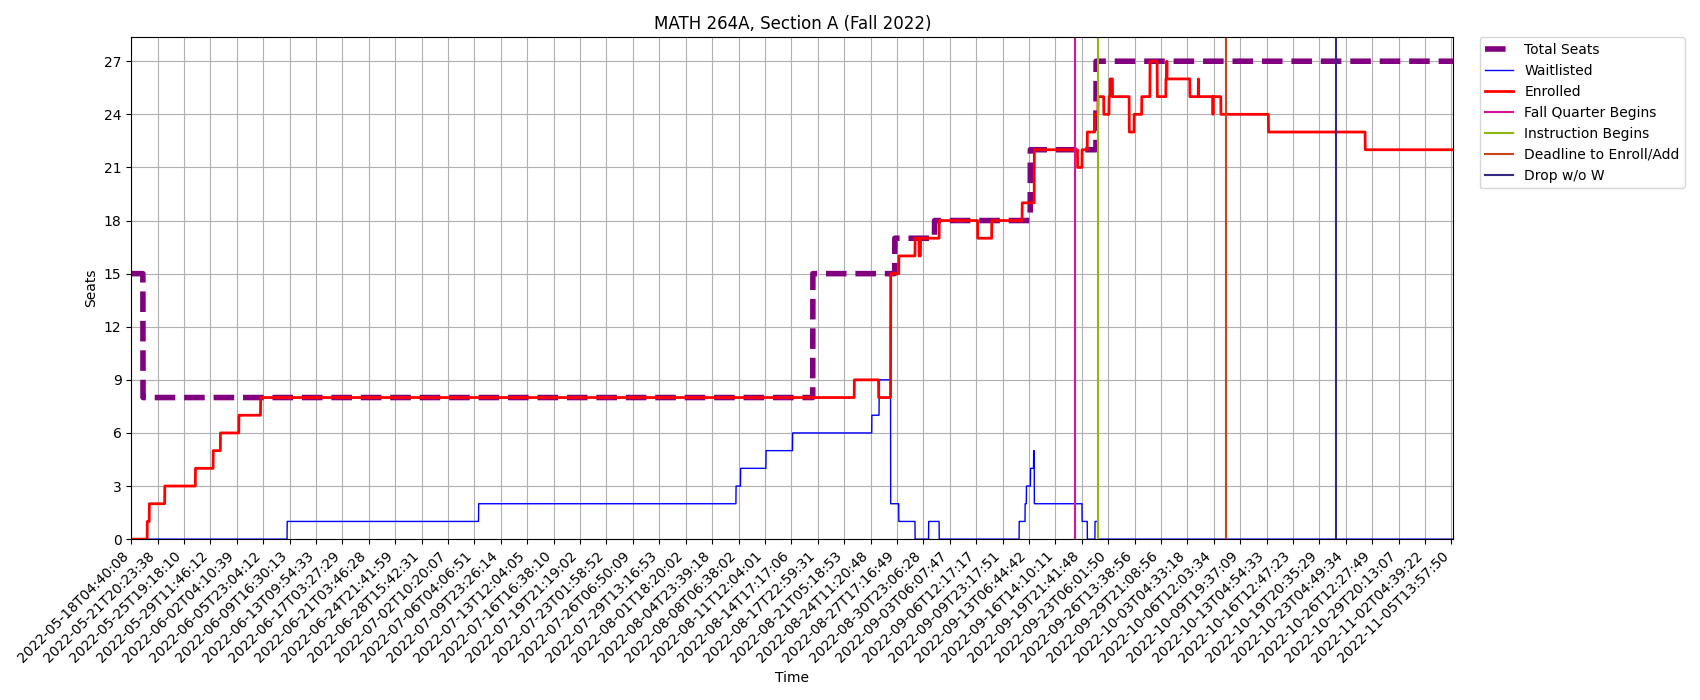 MATH 264A, Section A (Fall 2022)
Total Seats
Waitlisted
Enrolled
Fall Quarter Begins
Instruction Begins
Deadline to Enroll/Add
Drop w/o W
Seats
27
24
21
18
15
12
9
6
3
0
2022-05-18T04:40:08
2022-05-21T20:23:38
2022-05-25T19:18:10
2022-05-29T11:46:12
2022-06-02T04:10:39
2022-06-05T23:04:12
2022-06-09T16:30:13
2022-06-13T09:54:33
2022-06-17T03:27:29
2022-06-21T03:46:28
2022-06-24T21:41:59
2022-06-28T15:42:31
2022-07-02T10:20:07
2022-07-06T04:06:51
2022-07-09T23:26:14
2022-07-13T12:04:05
2022-07-16T16:38:10
2022-07-19T21:19:02
2022-07-23T01:58:52
2022-07-26T06:50:09
2022-07-29T13:16:53
2022-08-01T18:20:02
2022-08-04T23:39:18
2022-08-08T06:38:02
2022-08-11T12:04:01
2022-08-14T17:17:06
2022-08-17T22:59:31
2022-08-21T05:18:53
2022-08-24T11:20:48
2022-08-27T17:16:49
2022-08-30T23:06:28
2022-09-03T06:07:47
2022-09-06T12:17:17
2022-09-09T23:17:51
2022-09-13T06:44:42
2022-09-16T14:10:11
2022-09-19T21:41:48
2022-09-23T06:01:50
2022-09-26T13:38:56
2022-09-29T21:08:56
2022-10-03T04:33:18
2022-10-06T12:03:34
2022-10-09T19:37:09
2022-10-13T04:54:33
2022-10-16T12:47:23
2022-10-19T20:35:29
2022-10-23T04:49:34
2022-10-26T12:27:49
2022-10-29T20:13:07
2022-11-02T04:39:22
2022-11-05T13:57:50
Time